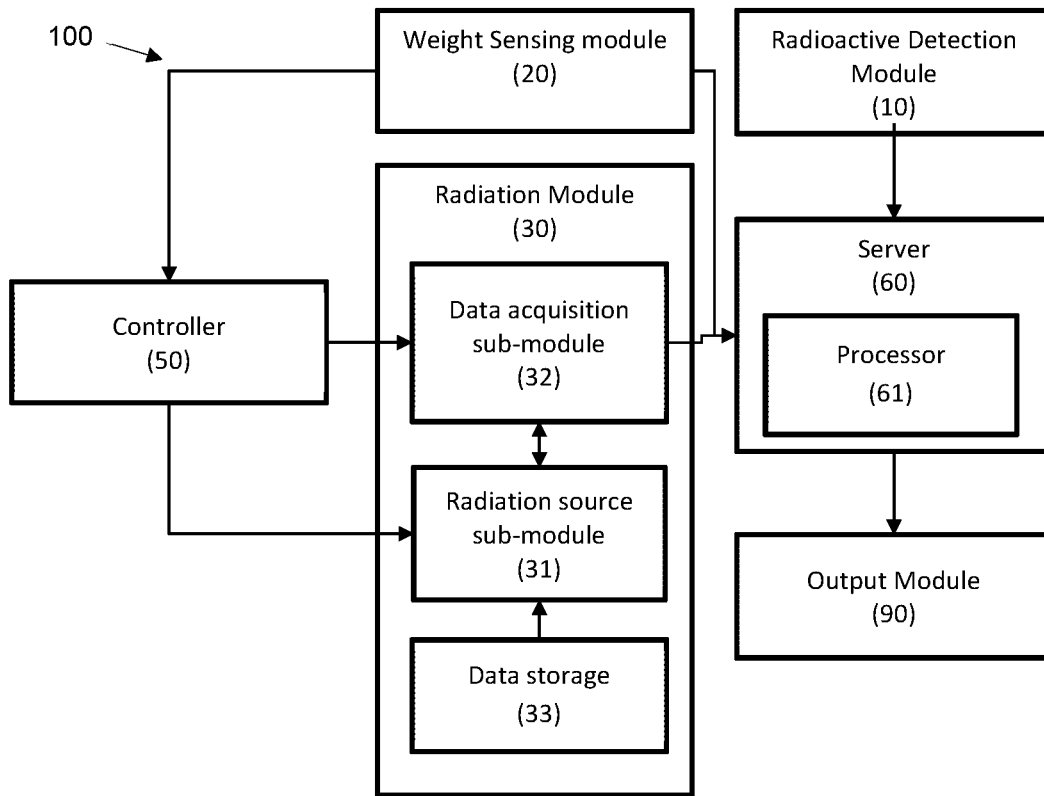 100
Weight Sensing module
(20)
Radioactive Detection
Module
(10)
Radiation Module
(30)
Server
(60)
Controller
(50)
Data acquisition
sub-module
(32)
Processor
(61)
Radiation source
sub-module
(31)
Output Module
(90)
Data storage
(33)